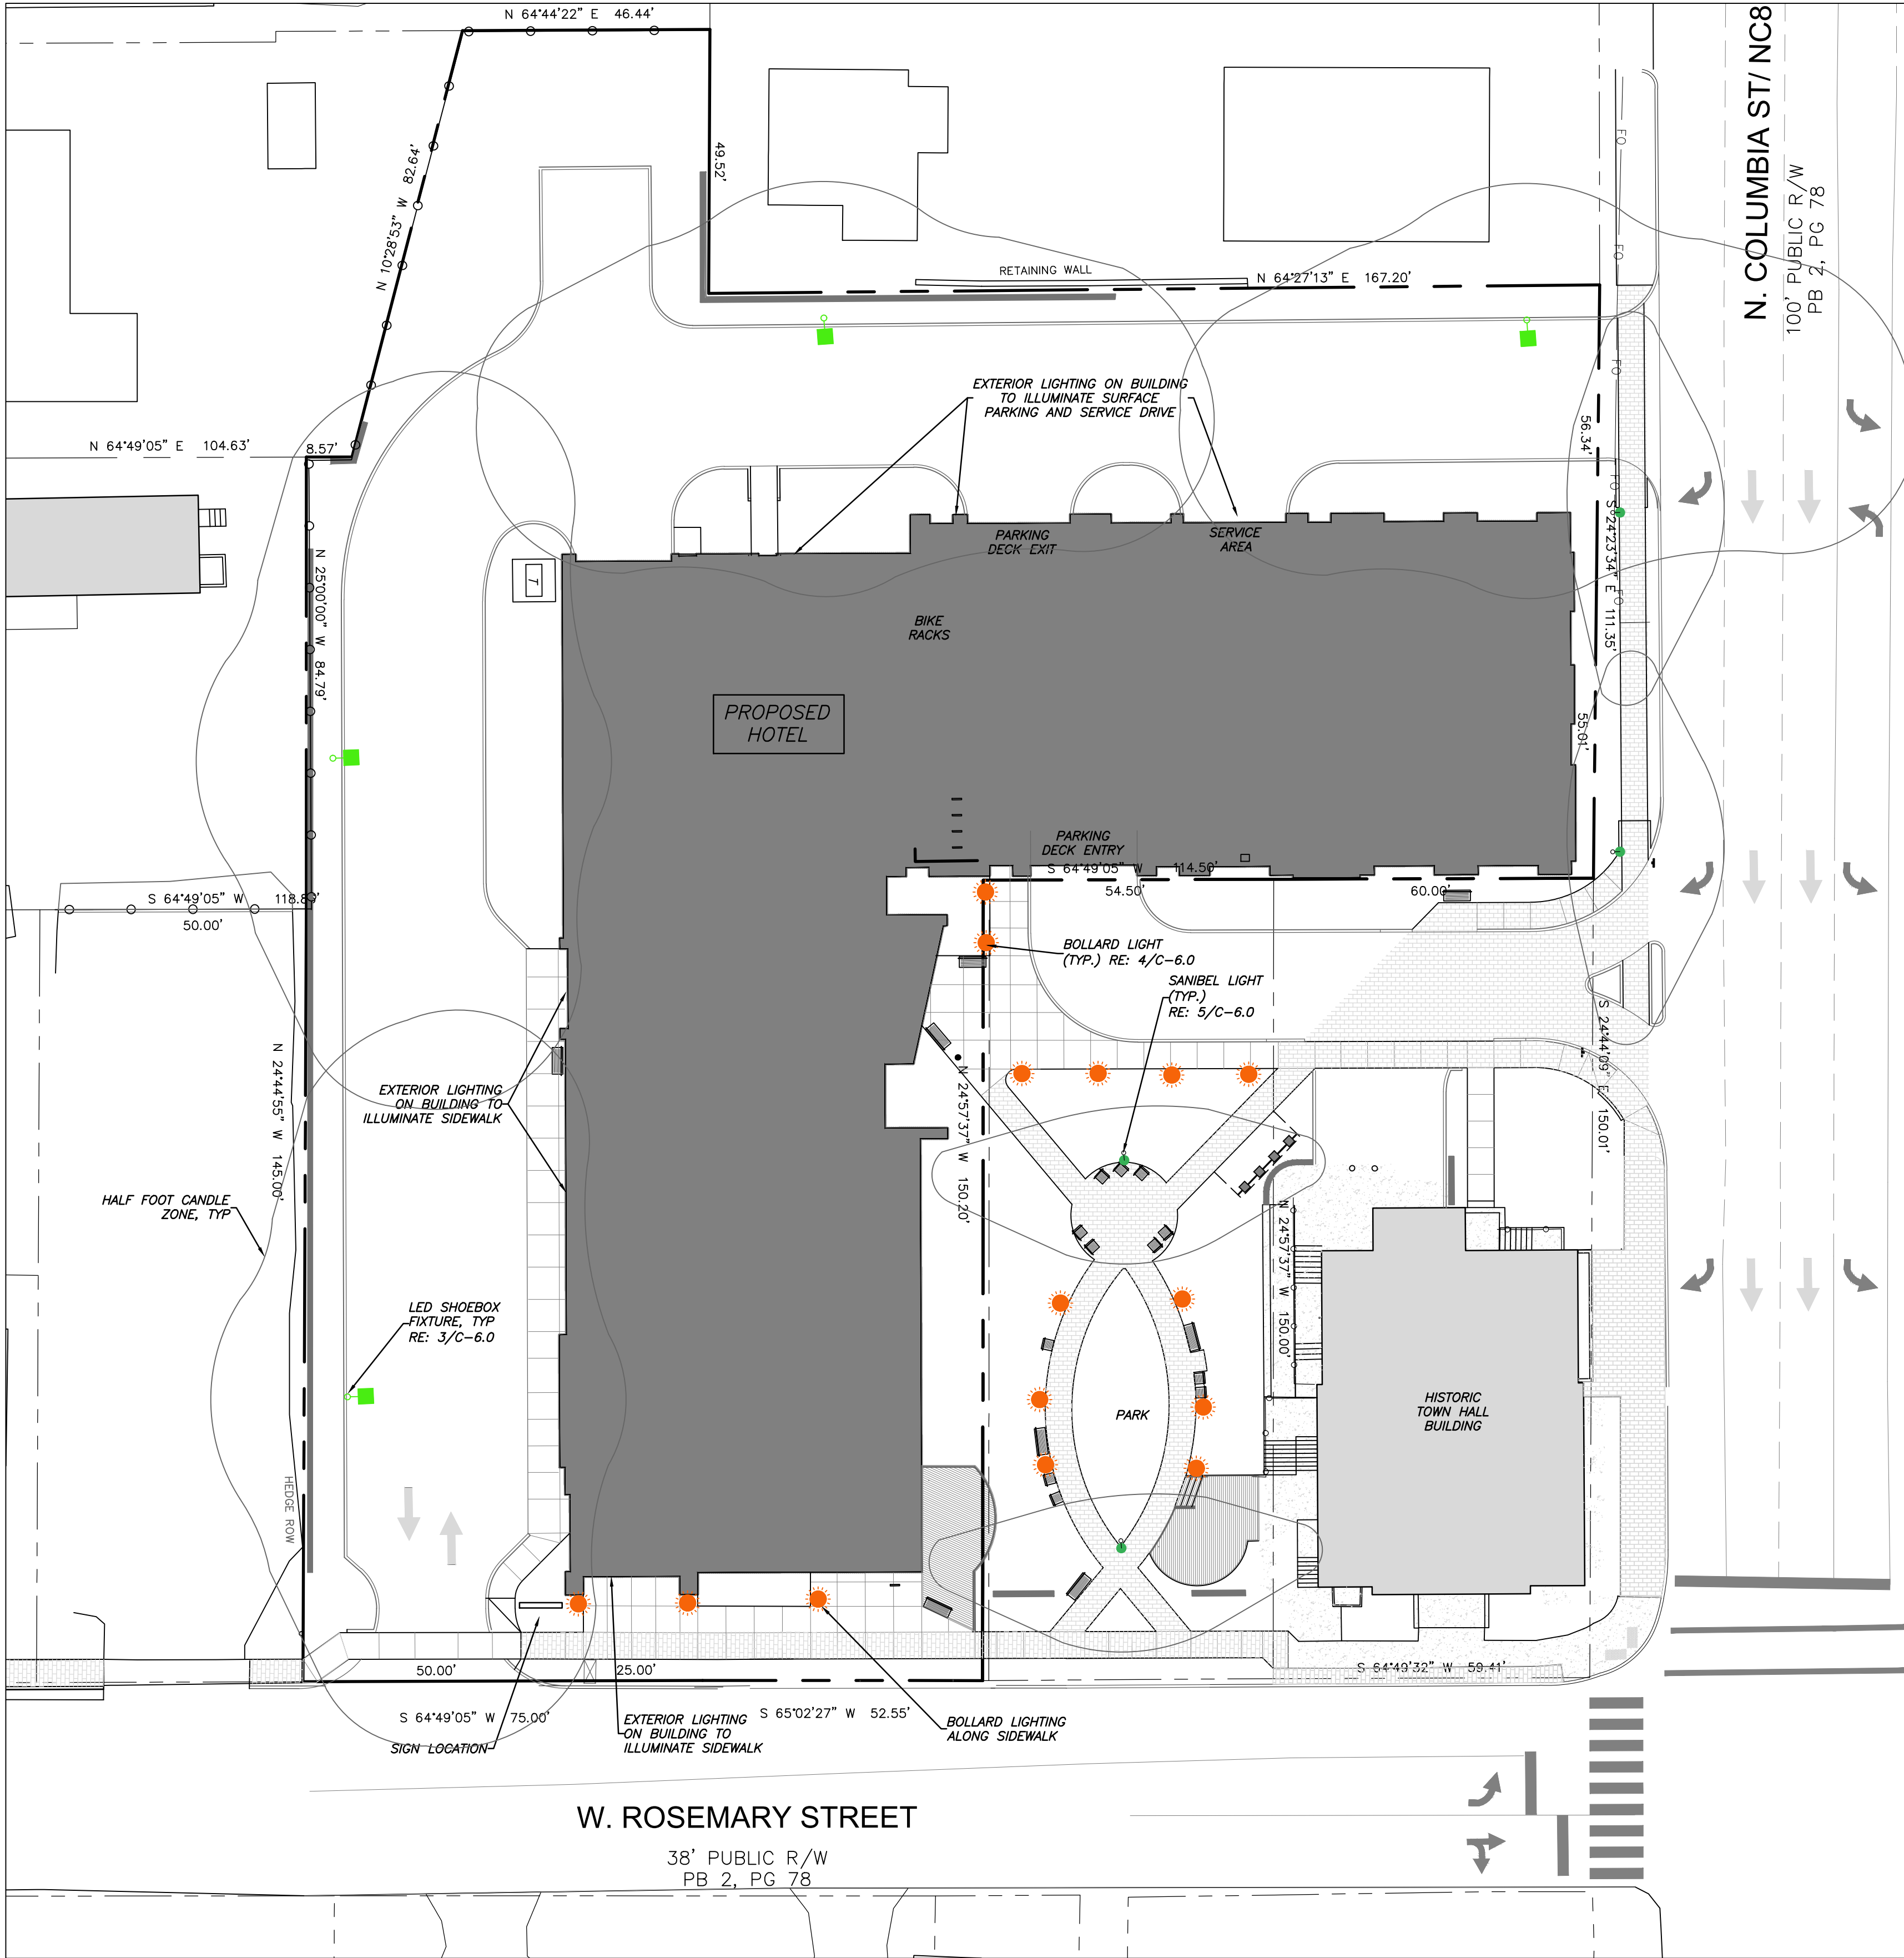 N 64°44'22" E 46.44'
N. COLUMBIA ST/ NC8
100' PUBLIC R/W
PB 2, PG 78
49.52'
N 10°28'53" W 82.64'
FO
FO
RETAINING WALL
N 64°27'13" E 167.20'
FO
EXTERIOR LIGHTING ON BUILDING
TO ILLUMINATE SURFACE
PARKING AND SERVICE DRIVE
56.34'
N 64°49'05" E 104.63'
8.57'
FO
S 24°23'34" E 111.35'
FO
PARKING
DECK EXIT
SERVICE
AREA
T
N 25°00'00" W 84.79'
BIKE
RACKS
PROPOSED
HOTEL
55.01'
PARKING
DECK ENTRY
S 64°49'05" W 114.50'
54.50'
60.00'
S 64°49'05" W
50.00'
BOLLARD LIGHT
(TYP.) RE: 4/C-6.0
SANIBEL LIGHT
(TYP.)
RE: 5/C-6.0
S 24°44'09" E 150.01'
N 24°44'55" W 145.00'
EXTERIOR LIGHTING
ON BUILDING TO
ILLUMINATE SIDEWALK
N 24°57'37" W 150.20'
HALF FOOT CANDLE
ZONE, TYP
N 24°57'37" W 150.00'
LED SHOEBOX
FIXTURE, TYP
RE: 3/C-6.0
PARK
HISTORIC
TOWN HALL
BUILDING
HEDGE ROW
50.00'
25.00'
S 64°49'32" W 59.41'
S 64°49'05" W 75.00'
SIGN LOCATION
EXTERIOR LIGHTING
ON BUILDING TO
ILLUMINATE SIDEWALK
S 65°02'27" W 52.55'
BOLLARD LIGHTING
ALONG SIDEWALK
W. ROSEMARY STREET
38' PUBLIC R/W
PB 2, PG 78